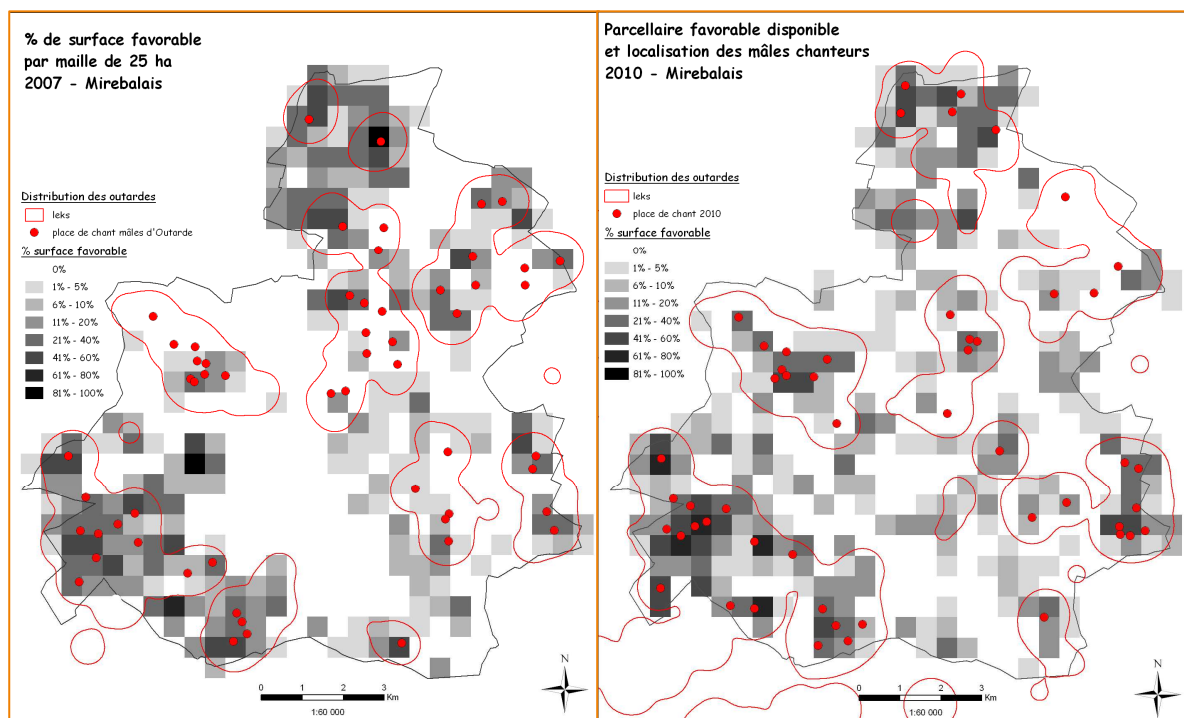 % de surface favorable
par maille de 25 ha
2007 - Mirebalais
Distribution des outardes
leks
place de chant mâles d'Outarde
% surface favorable
0%
1% - 5%
6% - 10%
11% - 20%
21% - 40%
41% - 60%
61% - 80%
81% - 100%
0 1 2 3
Km
1:60 000
N
Parcellaire favorable disponible
et localisation des mâles chanteurs
2010 - Mirebalais
Distribution des outardes
leks
place de chant 2010
% surface favorable
0%
1% - 5%
6% - 10%
11% - 20%
21% - 40%
41% - 60%
61% - 80%
81% - 100%
0 1 2 3
Km
1:60 000
N